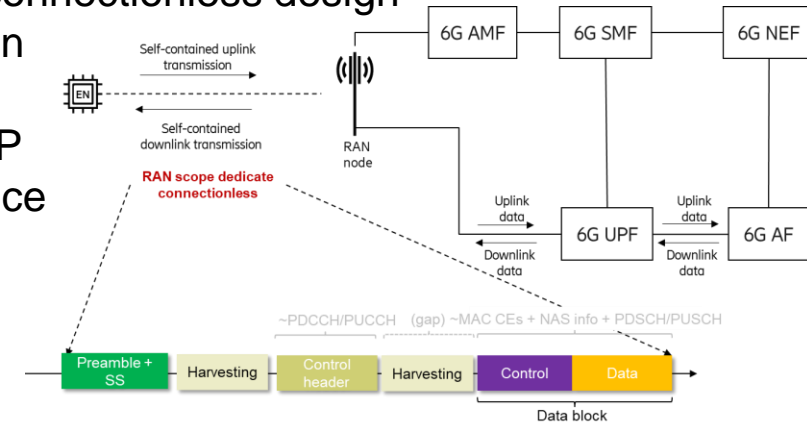 connectionless design
n
P
ce
Self-contained uplink
transmission
EN
Self-contained
downlink transmission
RAN scope dedicate
connectionless
RAN
node
6G AMF
6G SMF
6G NEF
Uplink
data
Downlink
data
6G UPF
Uplink
data
Downlink
data
6G AF
~PDCCH/PUCCH
(gap)
~MAC CEs + NAS info + PDSCH/PUSCH
Preamble +
SS
Harvesting
Control
header
Harvesting
Control
Data
Data block